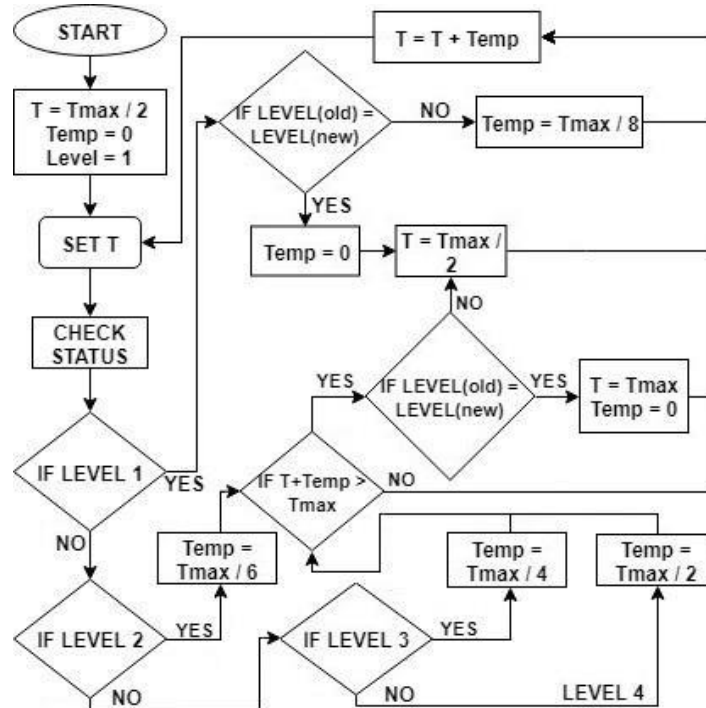 START
T = T + Temp
T = Tmax / 2
Temp = 0
Level = 1
IF LEVEL(old) =
LEVEL(new)
NO
Temp = Tmax / 8
YES
SET T
Temp = 0
T = Tmax /
2
NO
CHECK
STATUS
YES
IF LEVEL(old) =
LEVEL(new)
YES
T = Tmax
Temp = 0
IF LEVEL 1
YES
IF T+Temp >
Tmax
NO
NO
Temp =
Tmax / 6
Temp =
Tmax / 4
Temp =
Tmax / 2
IF LEVEL 2
YES
IF LEVEL 3
YES
NO
NO
LEVEL 4